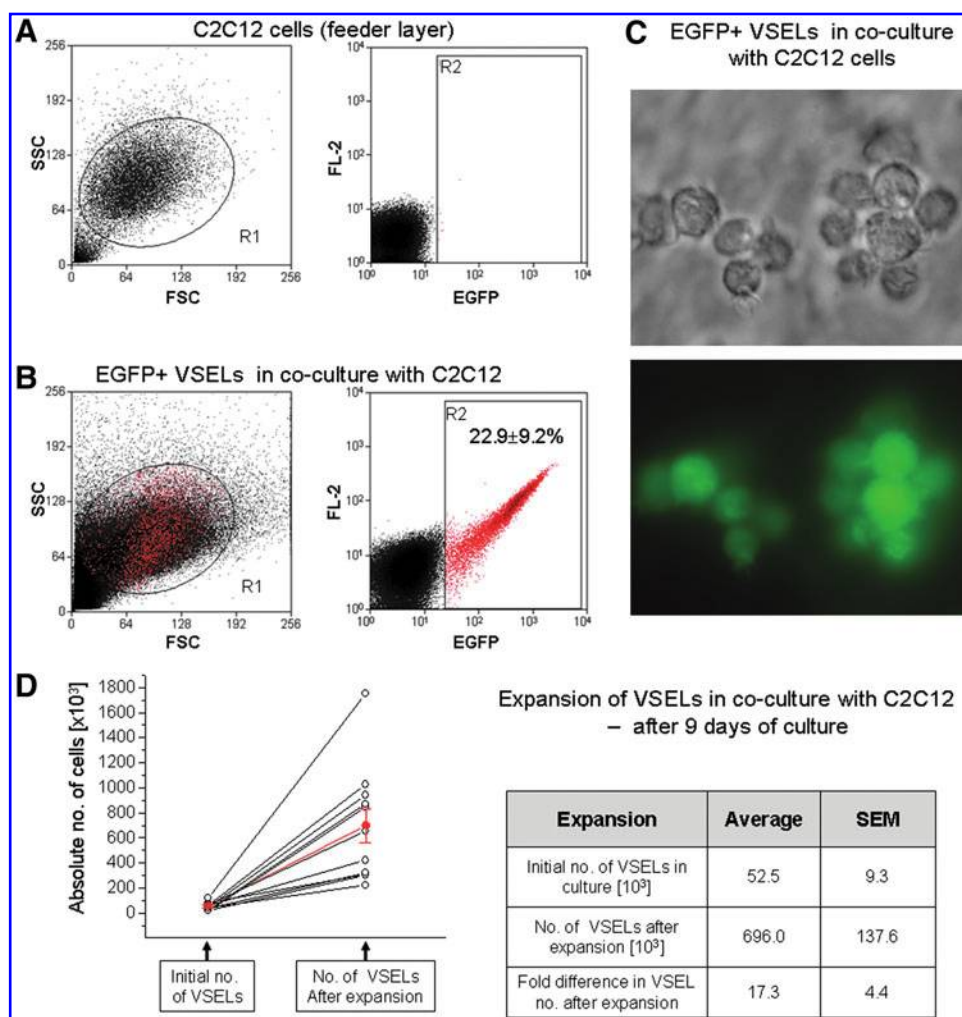 A
C2C12 cells (feeder layer)
256
192
128
64
0
0 64 128 192 256
SSC
FSC
R1
10⁴
10³
10²
10¹
10⁰
10⁰ 10¹ 10² 10³ 10⁴
FL-2
EGFP
R2
B
EGFP+ VSELs in co-culture with C2C12
256
192
128
64
0
0 64 128 192 256
SSC
FSC
R1
10⁴
10³
10²
10¹
10⁰
10⁰ 10¹ 10² 10³ 10⁴
FL-2
EGFP
R2
22.9±9.2%
C
EGFP+ VSELs in co-culture
with C2C12 cells
D
Absolute no. of cells [x10³]
1800
1600
1400
1200
1000
800
600
400
200
0
Initial no.
of VSELs
No. of VSELs
After expansion
Expansion of VSELs in co-culture with C2C12
– after 9 days of culture
Expansion Average SEM
Initial no. of VSELs in
culture [10³] 52.5 9.3
No. of VSELs after
expansion [10³] 696.0 137.6
Fold difference in VSEL
no. after expansion 17.3 4.4